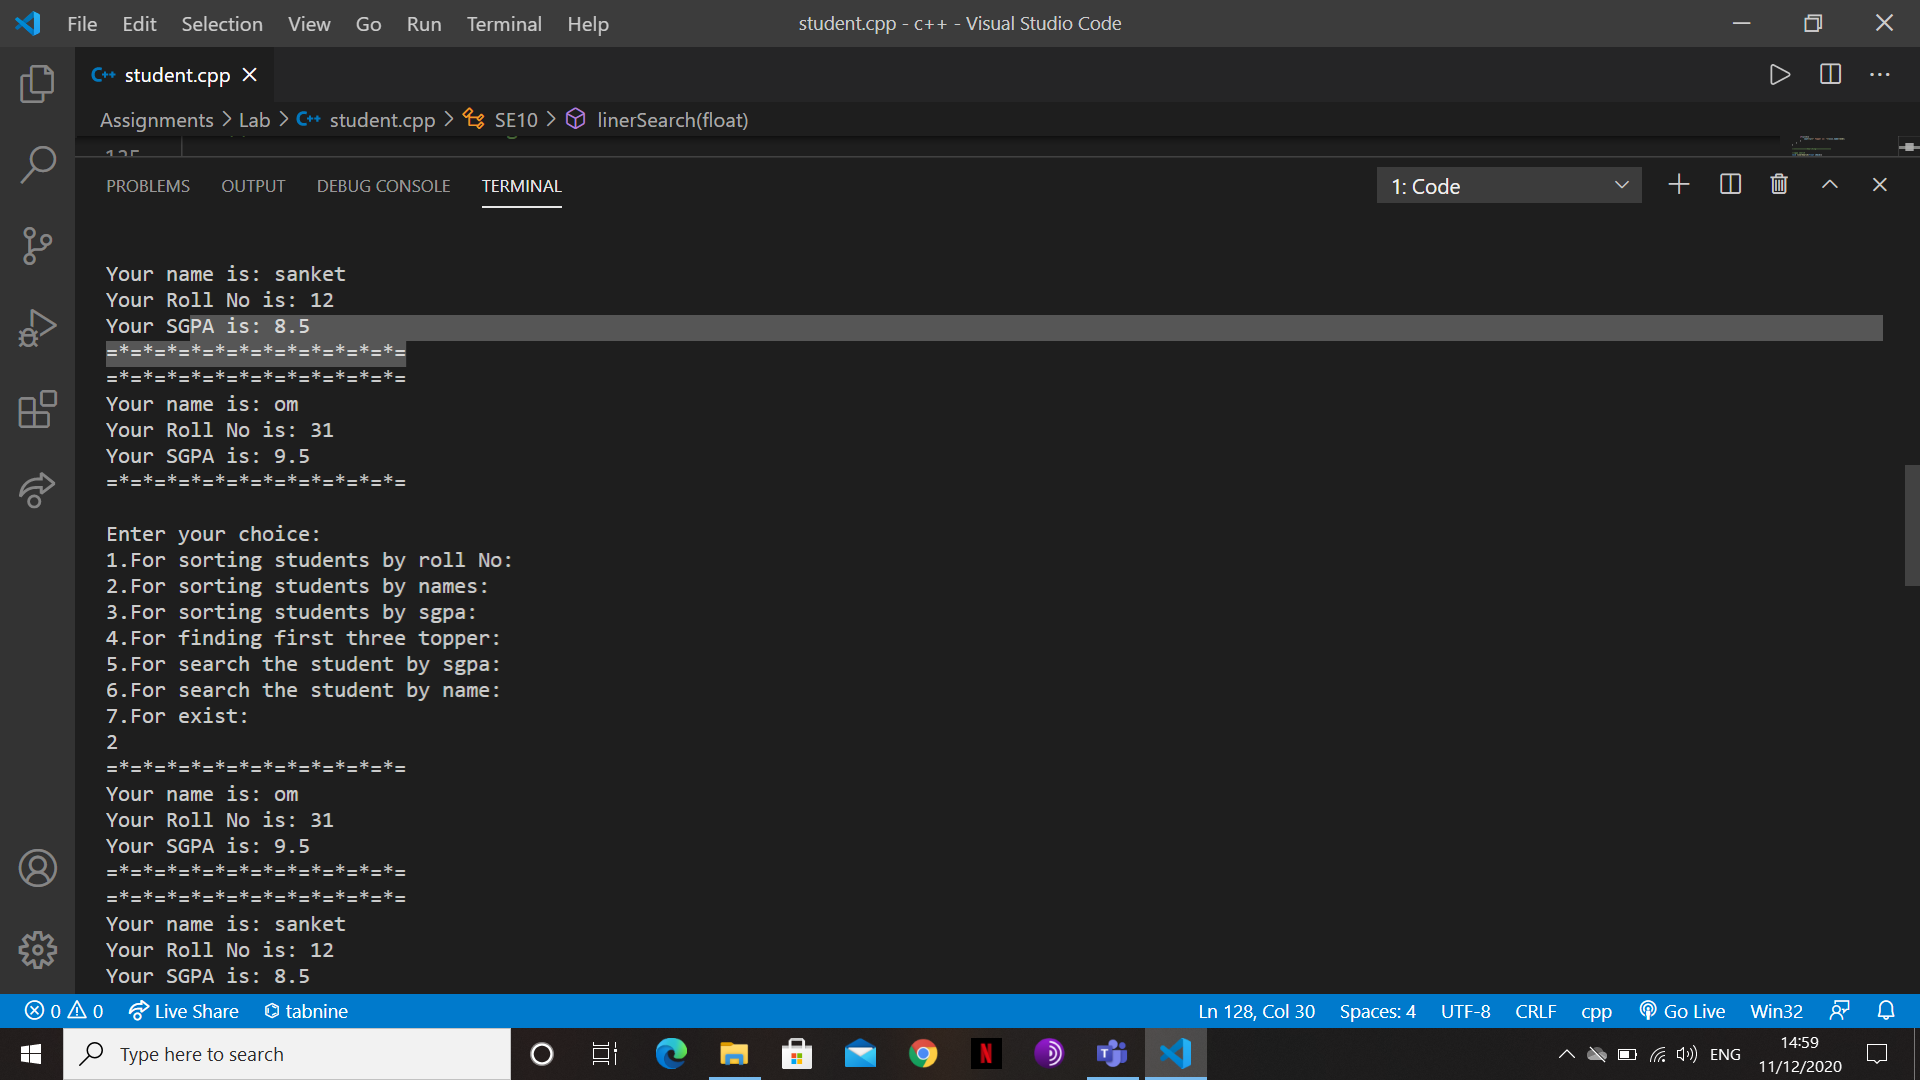 File Edit Selection View Go Run Terminal Help
student.cpp - c++ - Visual Studio Code
C++ student.cpp
Assignments > Lab > C++ student.cpp > SE10 > linerSearch(float)
PROBLEMS OUTPUT DEBUG CONSOLE TERMINAL
1: Code
Your name is: sanket
Your Roll No is: 12
Your SGPA is: 8.5
=*=*=*=*=*=*=*=*=*=*=*=*=
=*=*=*=*=*=*=*=*=*=*=*=*=
Your name is: om
Your Roll No is: 31
Your SGPA is: 9.5
=*=*=*=*=*=*=*=*=*=*=*=*=
Enter your choice:
1.For sorting students by roll No:
2.For sorting students by names:
3.For sorting students by sgpa:
4.For finding first three topper:
5.For search the student by sgpa:
6.For search the student by name:
7.For exist:
2
=*=*=*=*=*=*=*=*=*=*=*=*=
Your name is: om
Your Roll No is: 31
Your SGPA is: 9.5
=*=*=*=*=*=*=*=*=*=*=*=*=
=*=*=*=*=*=*=*=*=*=*=*=*=
Your name is: sanket
Your Roll No is: 12
Your SGPA is: 8.5
0 0 Live Share tabnine
Ln 128, Col 30 Spaces: 4 UTF-8 CRLF cpp Go Live Win32
Type here to search
N
ENG
14:59
11/12/2020